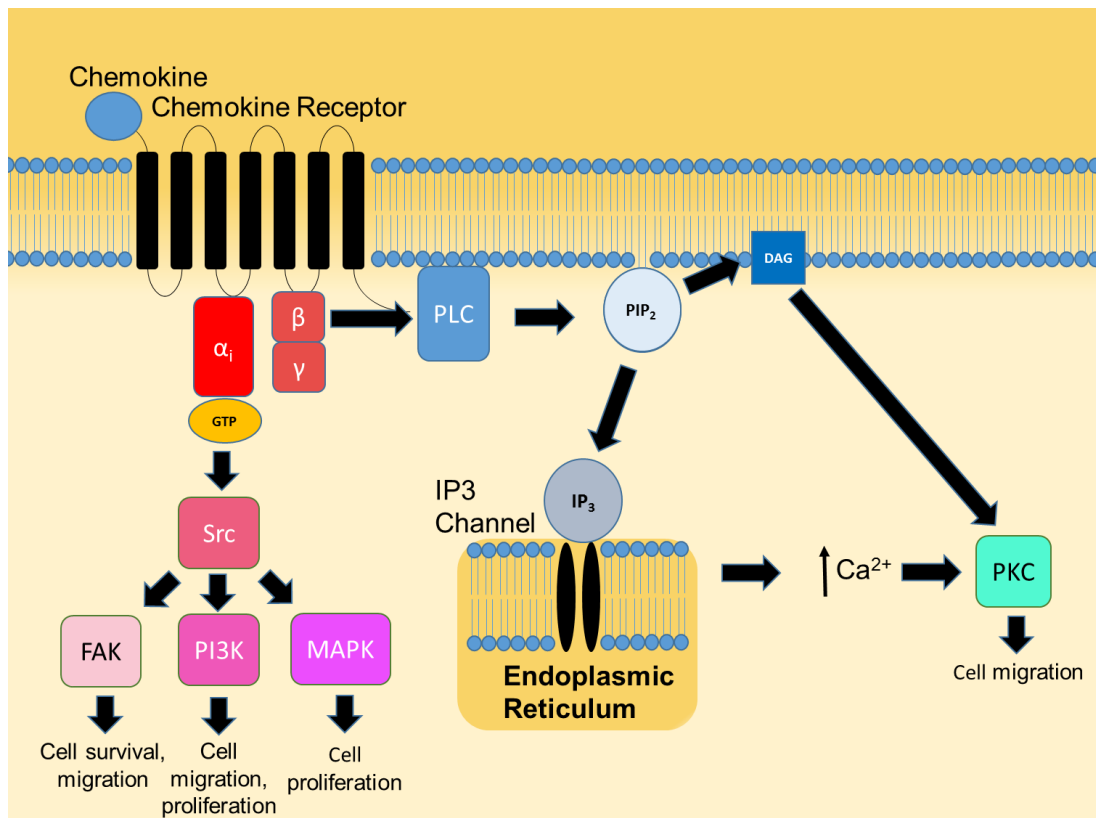 Chemokine
Chemokine Receptor
DAG
PIP₂
PLC
β
αᵢ
γ
GTP
IP3
Channel
IP₃
Src
Ca²⁺
PKC
FAK
PI3K
MAPK
Endoplasmic
Reticulum
Cell migration
Cell survival,
migration
Cell
migration,
proliferation
Cell
proliferation